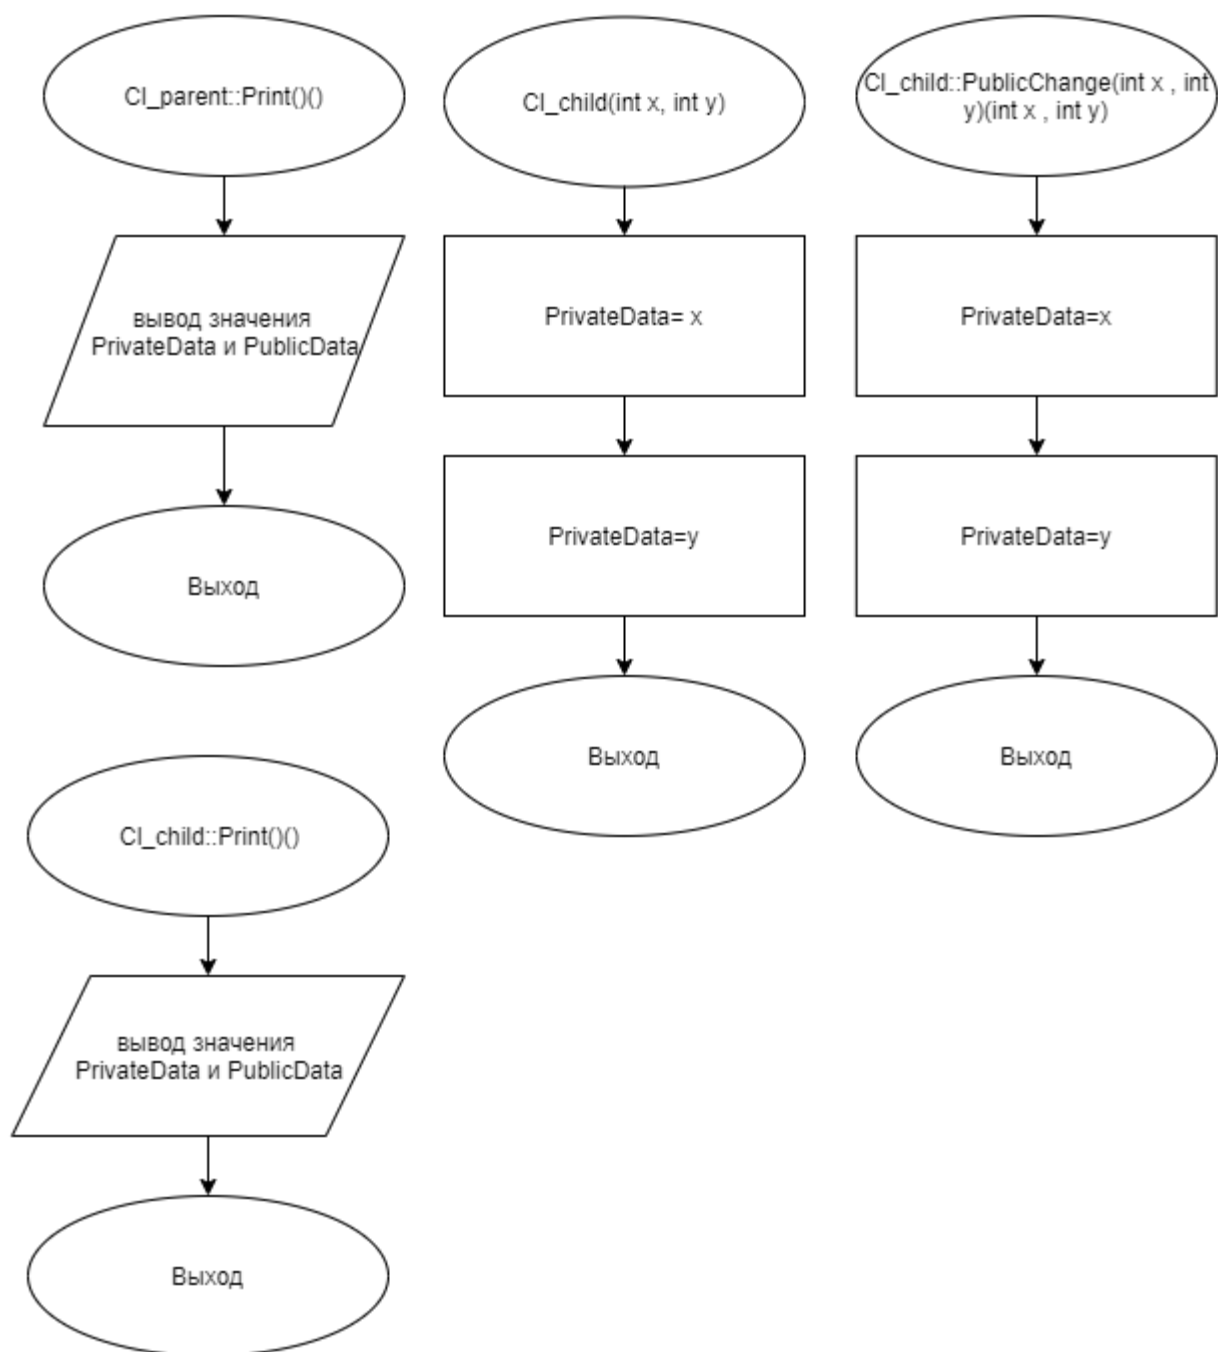 Cl_parent::Print()()
вывод значения
PrivateData и PublicData
Выход
Cl_child(int x, int y)
PrivateData= x
PrivateData=y
Выход
Cl_child::PublicChange(int x , int
y)(int x , int y)
PrivateData=x
PrivateData=y
Выход
Cl_child::Print()()
вывод значения
PrivateData и PublicData
Выход